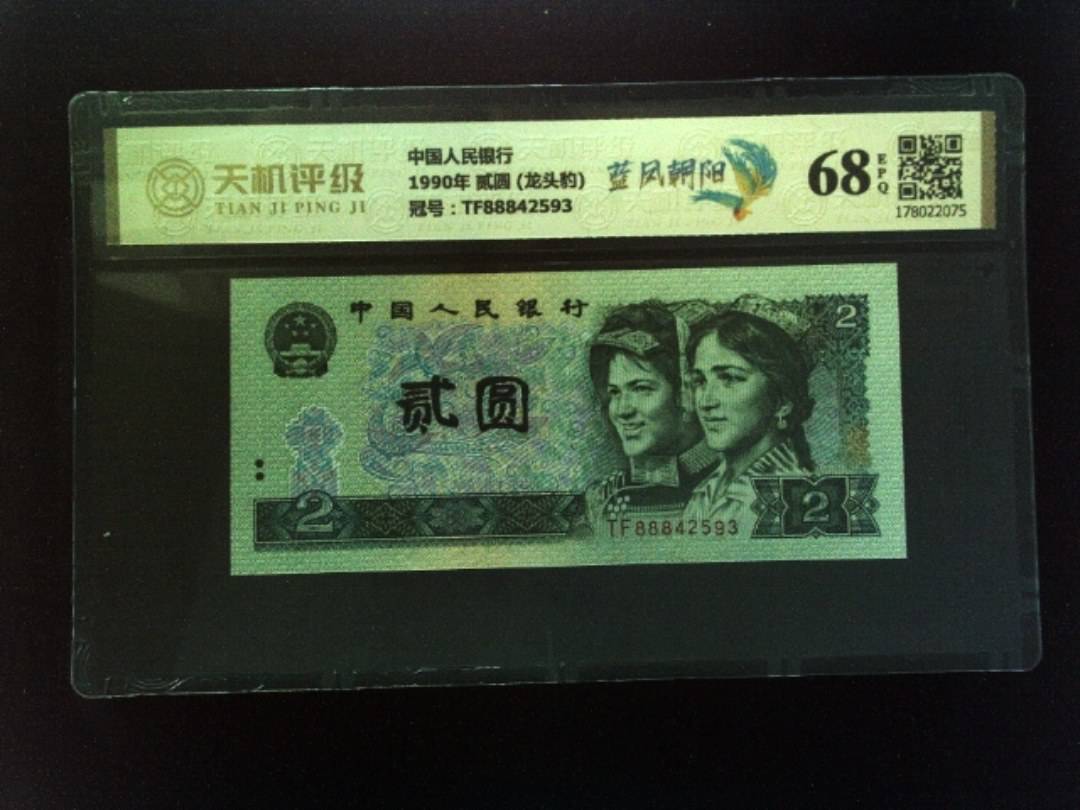 天机评级
TIAN JI PING JI
中国人民银行
1990年 贰圆 (龙头豹)
冠号：TF88842593
蓝凤朝阳
68 EPQ
178022075
中国人民银行
2
贰圆
2
TF88842593
2